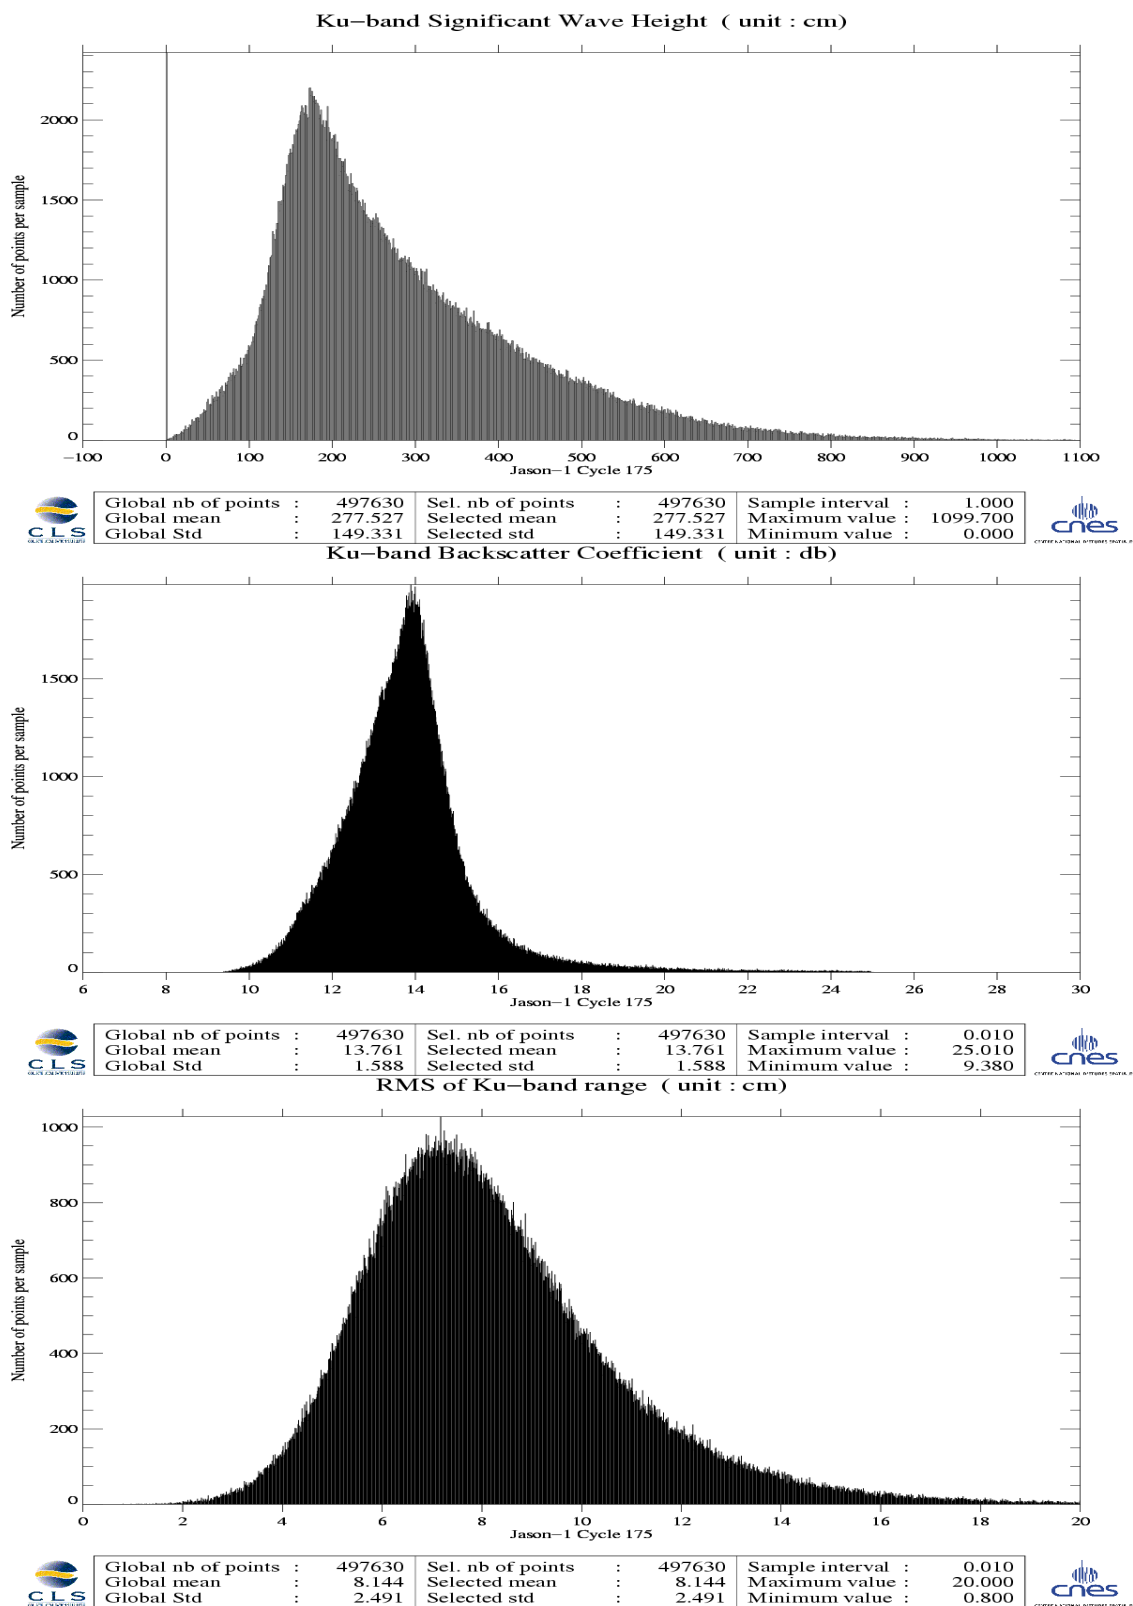 Ku−band Significant Wave Height ( unit : cm)
Number of points per sample
2000
1500
1000
500
0
−100 0 100 200 300 400 500 600 700 800 900 1000 1100
Jason−1 Cycle 175
CLS
Global nb of points : 497630 Sel. nb of points : 497630 Sample interval : 1.000
Global mean : 277.527 Selected mean : 277.527 Maximum value : 1099.700
Global Std : 149.331 Selected std : 149.331 Minimum value : 0.000
cnes
Ku−band Backscatter Coefficient ( unit : db)
Number of points per sample
1500
1000
500
0
6 8 10 12 14 16 18 20 22 24 26 28 30
Jason−1 Cycle 175
CLS
Global nb of points : 497630 Sel. nb of points : 497630 Sample interval : 0.010
Global mean : 13.761 Selected mean : 13.761 Maximum value : 25.010
Global Std : 1.588 Selected std : 1.588 Minimum value : 9.380
cnes
RMS of Ku−band range ( unit : cm)
Number of points per sample
1000
800
600
400
200
0
0 2 4 6 8 10 12 14 16 18 20
Jason−1 Cycle 175
CLS
Global nb of points : 497630 Sel. nb of points : 497630 Sample interval : 0.010
Global mean : 8.144 Selected mean : 8.144 Maximum value : 20.000
Global Std : 2.491 Selected std : 2.491 Minimum value : 0.800
cnes